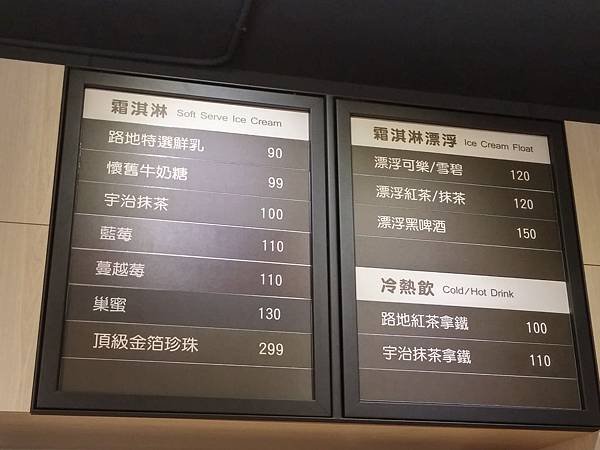 霜淇淋 Soft Serve Ice Cream
路地特選鮮乳 90
懷舊牛奶糖 99
宇治抹茶 100
藍莓 110
蔓越莓 110
巢蜜 130
頂級金箔珍珠 299
霜淇淋漂浮 Ice Cream Float
漂浮可樂/雪碧 120
漂浮紅茶/抹茶 120
漂浮黑啤酒 150
冷熱飲 Cold/Hot Drink
路地紅茶拿鐵 100
宇治抹茶拿鐵 110